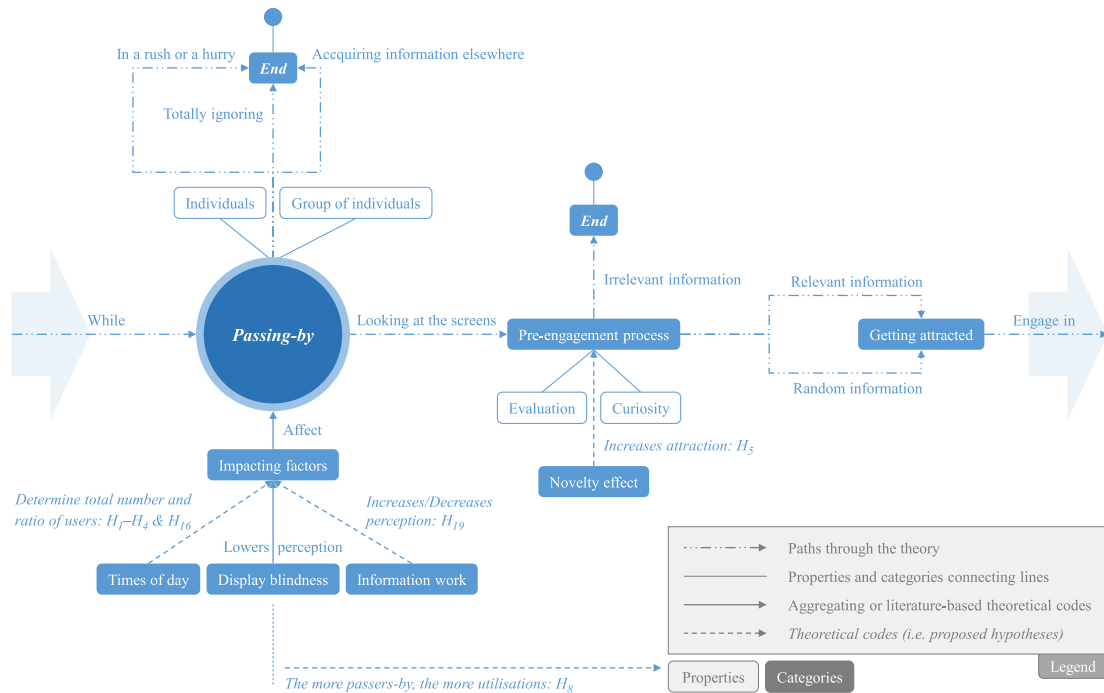 In a rush or a hurry
End
Accquiring information elsewhere
Totally ignoring
Individuals
Group of individuals
End
Irrelevant information
Relevant information
While
Passing-by
Looking at the screens
Pre-engagement process
Getting attracted
Engage in
Random information
Evaluation
Curiosity
Affect
Increases attraction: H5
Impacting factors
Novelty effect
Determine total number and
ratio of users: H1–H4 & H16
Increases/Decreases
perception: H19
Lowers perception
Times of day
Display blindness
Information work
Paths through the theory
Properties and categories connecting lines
Aggregating or literature-based theoretical codes
Theoretical codes (i.e. proposed hypotheses)
Properties
Categories
Legend
The more passers-by, the more utilisations: H8